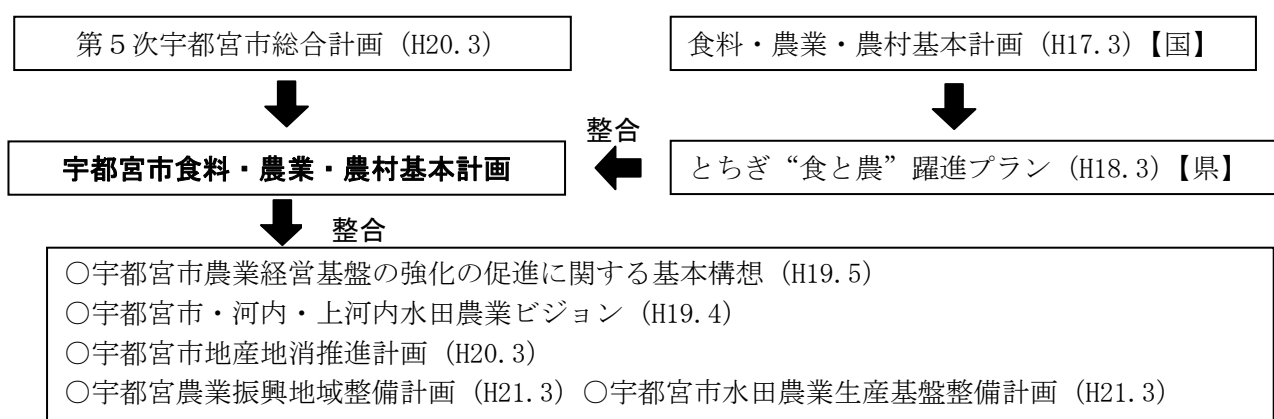 第５次宇都宮市総合計画（H20.3）
食料・農業・農村基本計画（H17.3）【国】
整合
宇都宮市食料・農業・農村基本計画
とちぎ“食と農”躍進プラン（H18.3）【県】
整合
○宇都宮市農業経営基盤の強化の促進に関する基本構想（H19.5）
○宇都宮市・河内・上河内水田農業ビジョン（H19.4）
○宇都宮市地産地消推進計画（H20.3）
○宇都宮農業振興地域整備計画（H21.3）○宇都宮市水田農業生産基盤整備計画（H21.3）